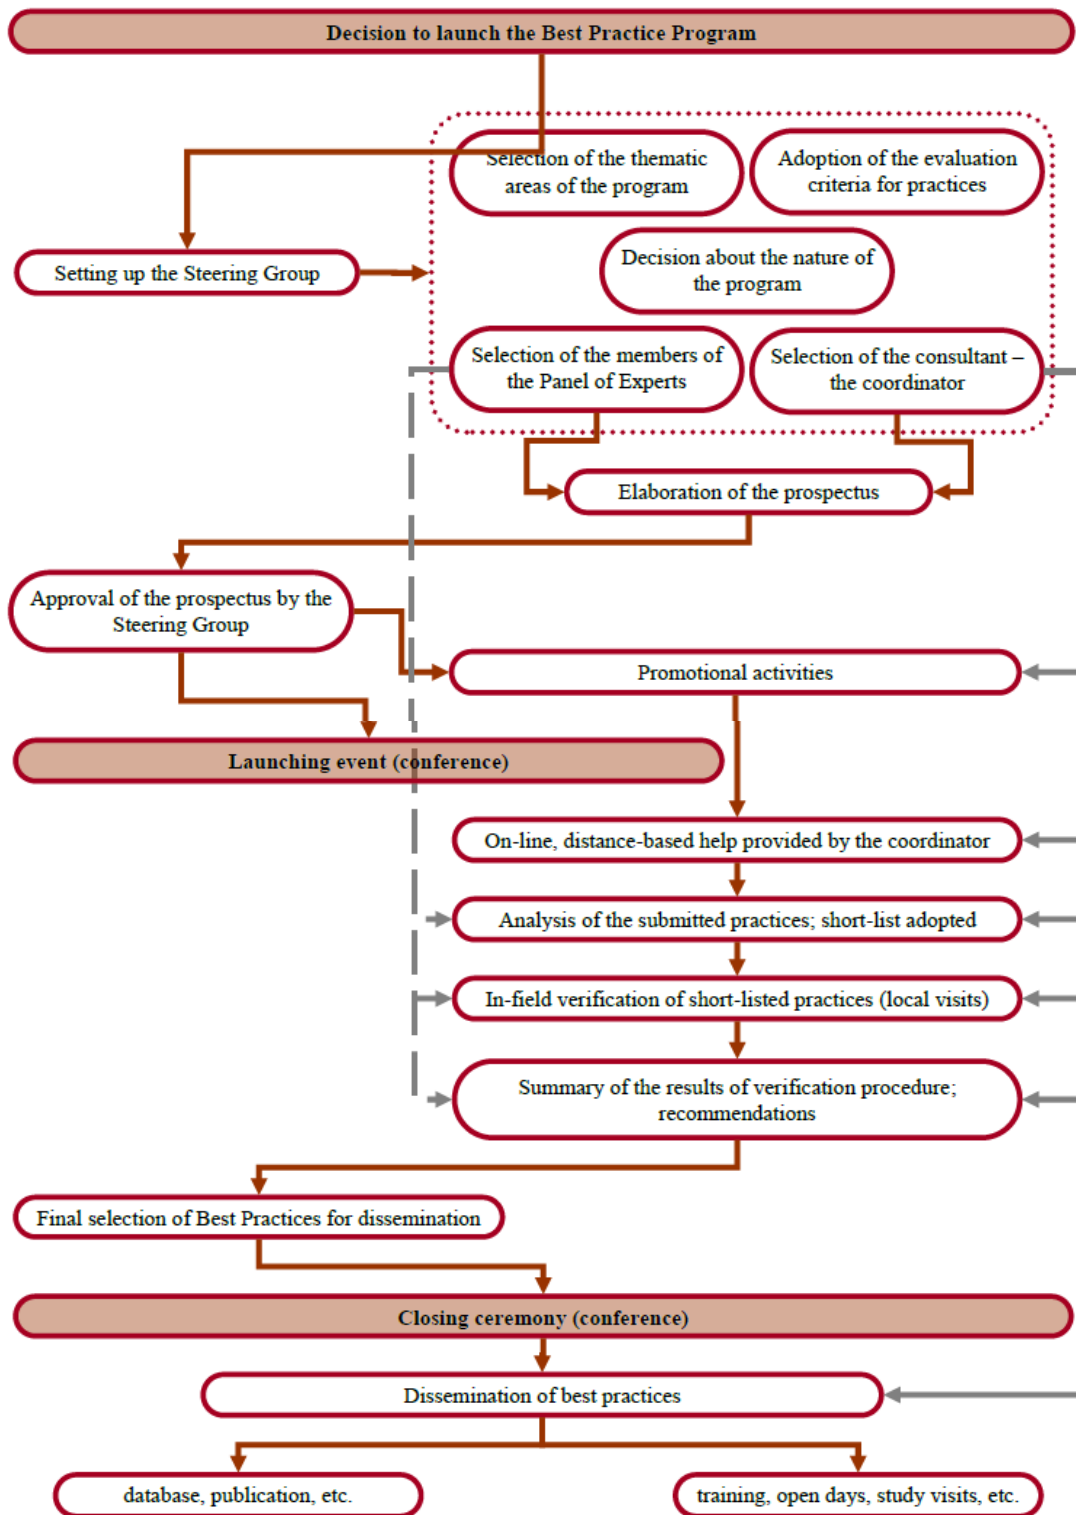 Decision to launch the Best Practice Program
Selection of the thematic
areas of the program
Adoption of the evaluation
criteria for practices
Setting up the Steering Group
Decision about the nature of
the program
Selection of the members of
the Panel of Experts
Selection of the consultant –
the coordinator
Elaboration of the prospectus
Approval of the prospectus by the
Steering Group
Promotional activities
Launching event (conference)
On-line, distance-based help provided by the coordinator
Analysis of the submitted practices; short-list adopted
In-field verification of short-listed practices (local visits)
Summary of the results of verification procedure;
recommendations
Final selection of Best Practices for dissemination
Closing ceremony (conference)
Dissemination of best practices
database, publication, etc.
training, open days, study visits, etc.